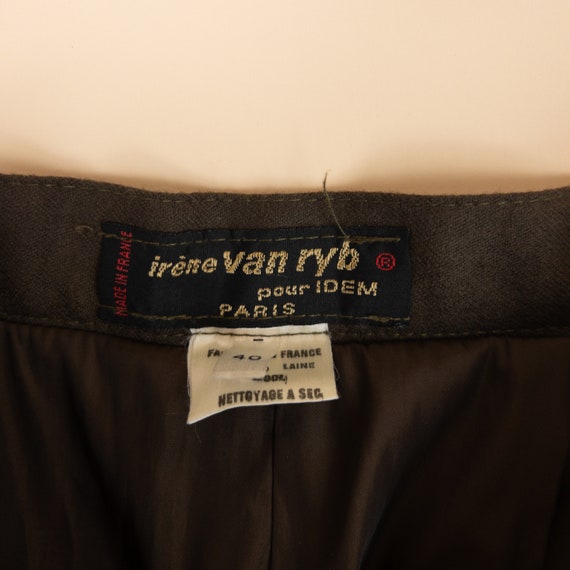 MADE IN FRANCE
irène van ryb ®
pour IDEM
PARIS
40 FRANCE
LAINE
NETTOYAGE A SEC